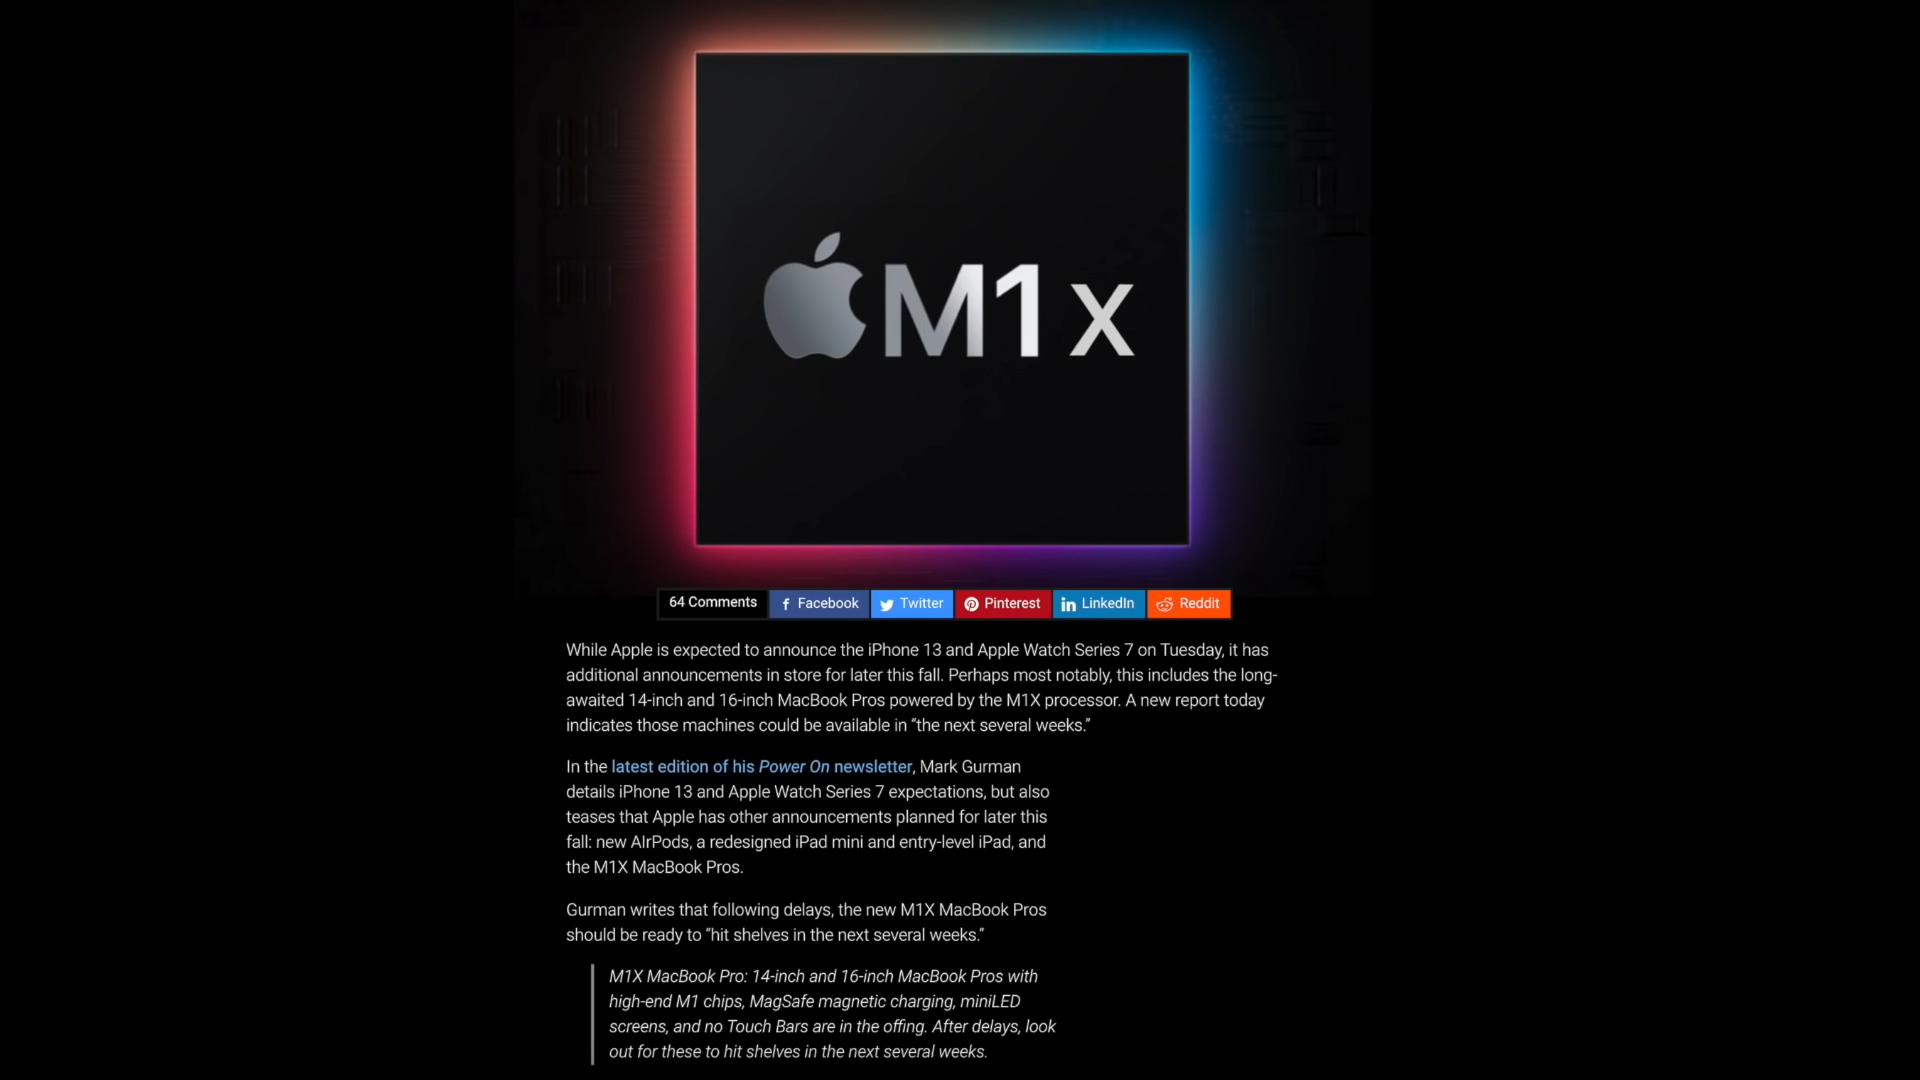 M1 X
64 Comments Facebook Twitter Pinterest LinkedIn Reddit
While Apple is expected to announce the iPhone 13 and Apple Watch Series 7 on Tuesday, it has
additional announcements in store for later this fall. Perhaps most notably, this includes the long-
awaited 14-inch and 16-inch MacBook Pros powered by the M1X processor. A new report today
indicates those machines could be available in “the next several weeks.”
In the latest edition of his Power On newsletter, Mark Gurman
details iPhone 13 and Apple Watch Series 7 expectations, but also
teases that Apple has other announcements planned for later this
fall: new AIrPods, a redesigned iPad mini and entry-level iPad, and
the M1X MacBook Pros.
Gurman writes that following delays, the new M1X MacBook Pros
should be ready to “hit shelves in the next several weeks.”
M1X MacBook Pro: 14-inch and 16-inch MacBook Pros with
high-end M1 chips, MagSafe magnetic charging, miniLED
screens, and no Touch Bars are in the offing. After delays, look
out for these to hit shelves in the next several weeks.